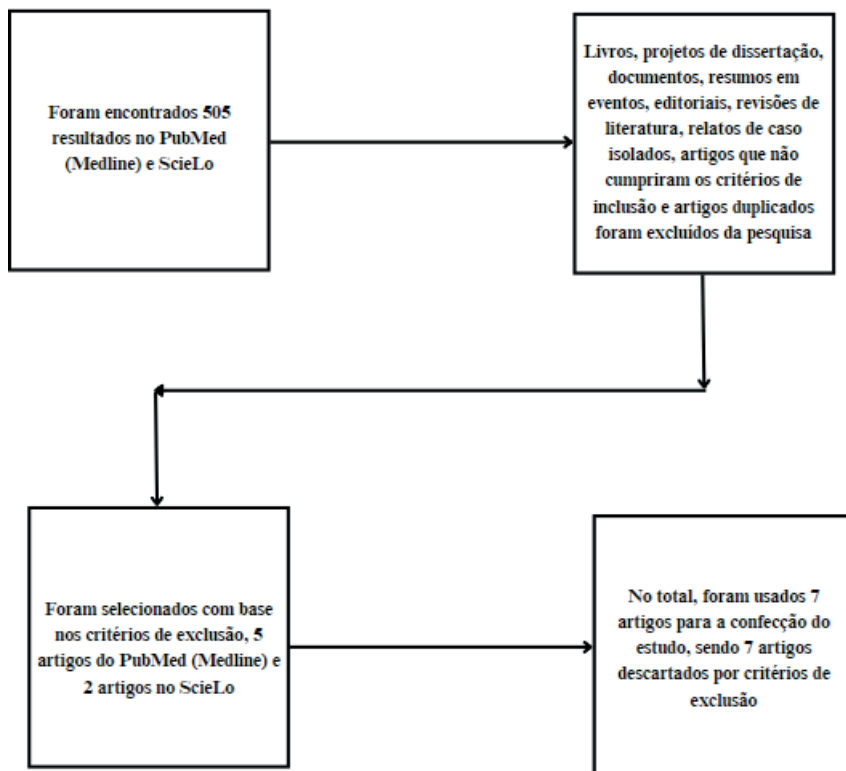 Foram encontrados 505
resultados no PubMed
(Medline) e ScieLo
Livros, projetos de dissertação,
documentos, resumos em
eventos, editoriais, revisões de
literatura, relatos de caso
isolados, artigos que não
cumpriram os critérios de
inclusão e artigos duplicados
foram excluídos da pesquisa
Foram selecionados com base
nos critérios de exclusão, 5
artigos do PubMed (Medline) e
2 artigos no ScieLo
No total, foram usados 7
artigos para a confecção do
estudo, sendo 7 artigos
descartados por critérios de
exclusão